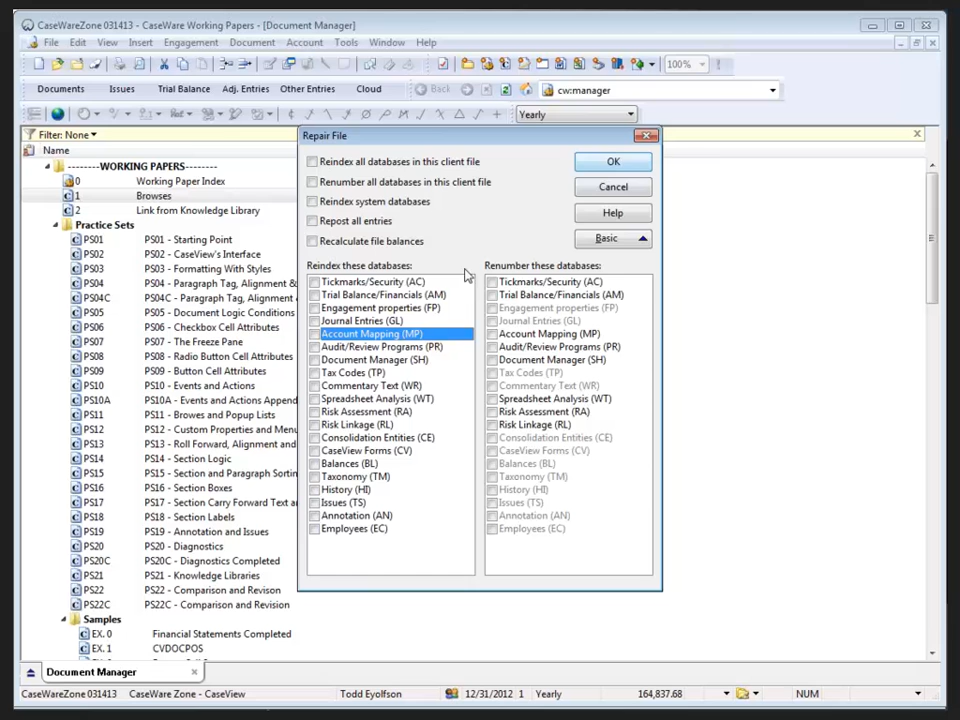 CaseWareZone 031413 - CaseWare Working Papers - [Document Manager]
File Edit View Insert Engagement Document Account Tools Window Help
100%
Documents Issues Trial Balance Adj. Entries Other Entries Cloud Back cw:manager
Yearly
Filter: None
Name
--------WORKING PAPERS--------
0 Working Paper Index
1 Browses
2 Link from Knowledge Library
Practice Sets
PS01 PS01 - Starting Point
PS02 PS02 - CaseView's Interface
PS03 PS03 - Formatting With Styles
PS04 PS04 - Paragraph Tag, Alignment
PS04C PS04C - Paragraph Tag,
PS05 PS05 - Document Logic Conditions
PS06 PS06 - Checkbox Cell Attributes
PS07 PS07 - The Freeze Pane
PS08 PS08 - Radio Button Cell Attributes
PS09 PS09 - Button Cell Attributes
PS10 PS10 - Events and Actions
PS10A PS10A - Events and Actions Appen
PS11 PS11 - Browes and Popup Lists
PS12 PS12 - Custom Properties and Menu
PS13 PS13 - Roll Forward, Alignment and
PS14 PS14 - Section Logic
PS15 PS15 - Section and Paragraph Sortin
PS16 PS16 - Section Boxes
PS17 PS17 - Section Carry Forward Text an
PS18 PS18 - Section Labels
PS19 PS19 - Annotation and Issues
PS20 PS20 - Diagnostics
PS20C PS20C - Diagnostics Completed
PS21 PS21 - Knowledge Libraries
PS22 PS22 - Comparison and Revision
PS22C PS22C - Comparison and Revision
Samples
EX. 0 Financial Statements Completed
EX. 1 CVDOCPOS
Repair File
Reindex all databases in this client file
Renumber all databases in this client file
Reindex system databases
Repost all entries
Recalculate file balances
OK
Cancel
Help
Basic
Reindex these databases:
Tickmarks/Security (AC)
Trial Balance/Financials (AM)
Engagement properties (FP)
Journal Entries (GL)
Account Mapping (MP)
Audit/Review Programs (PR)
Document Manager (SH)
Tax Codes (TP)
Commentary Text (WR)
Spreadsheet Analysis (WT)
Risk Assessment (RA)
Risk Linkage (RL)
Consolidation Entities (CE)
CaseView Forms (CV)
Balances (BL)
Taxonomy (TM)
History (HI)
Issues (TS)
Annotation (AN)
Employees (EC)
Renumber these databases:
Tickmarks/Security (AC)
Trial Balance/Financials (AM)
Engagement properties (FP)
Journal Entries (GL)
Account Mapping (MP)
Audit/Review Programs (PR)
Document Manager (SH)
Tax Codes (TP)
Commentary Text (WR)
Spreadsheet Analysis (WT)
Risk Assessment (RA)
Risk Linkage (RL)
Consolidation Entities (CE)
CaseView Forms (CV)
Balances (BL)
Taxonomy (TM)
History (HI)
Issues (TS)
Annotation (AN)
Employees (EC)
Document Manager
CaseWareZone 031413 CaseWare Zone - CaseView Todd Eyolfson 12/31/2012 1 Yearly 164,837.68 NUM